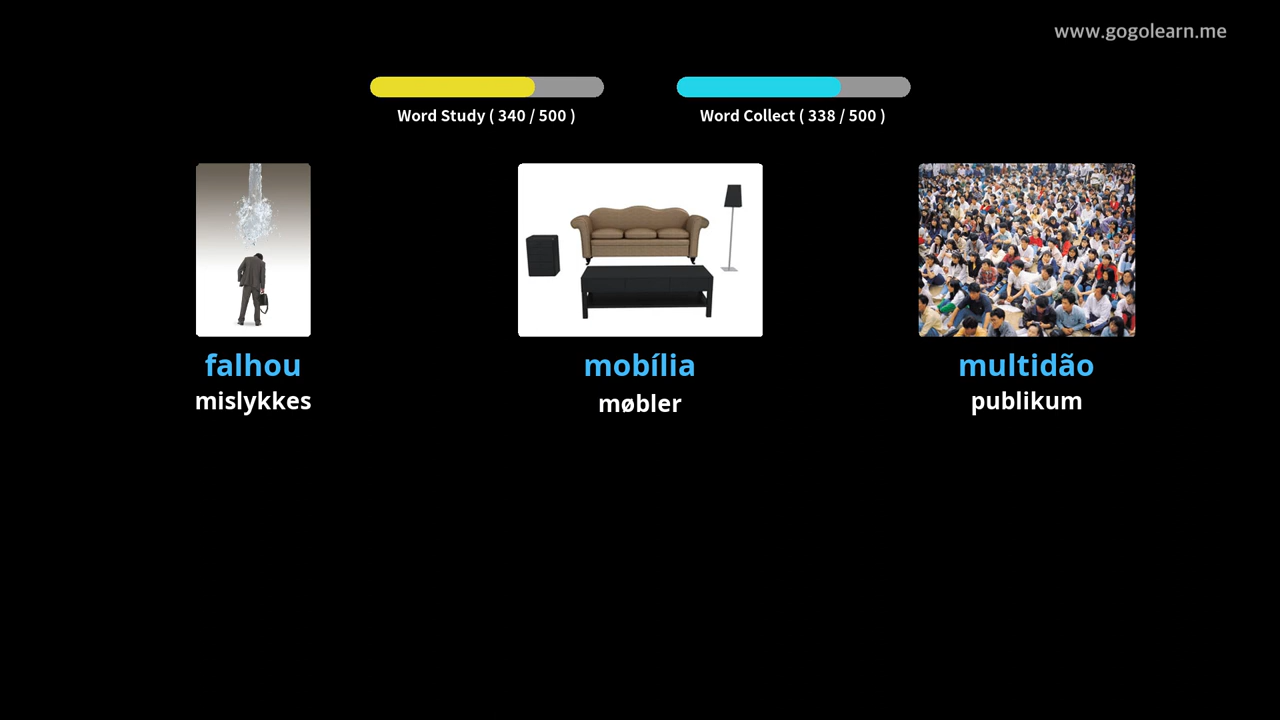 www.gogolearn.me
Word Study ( 340 / 500 )
Word Collect ( 338 / 500 )
falhou
mislykkes
mobília
møbler
multidão
publikum